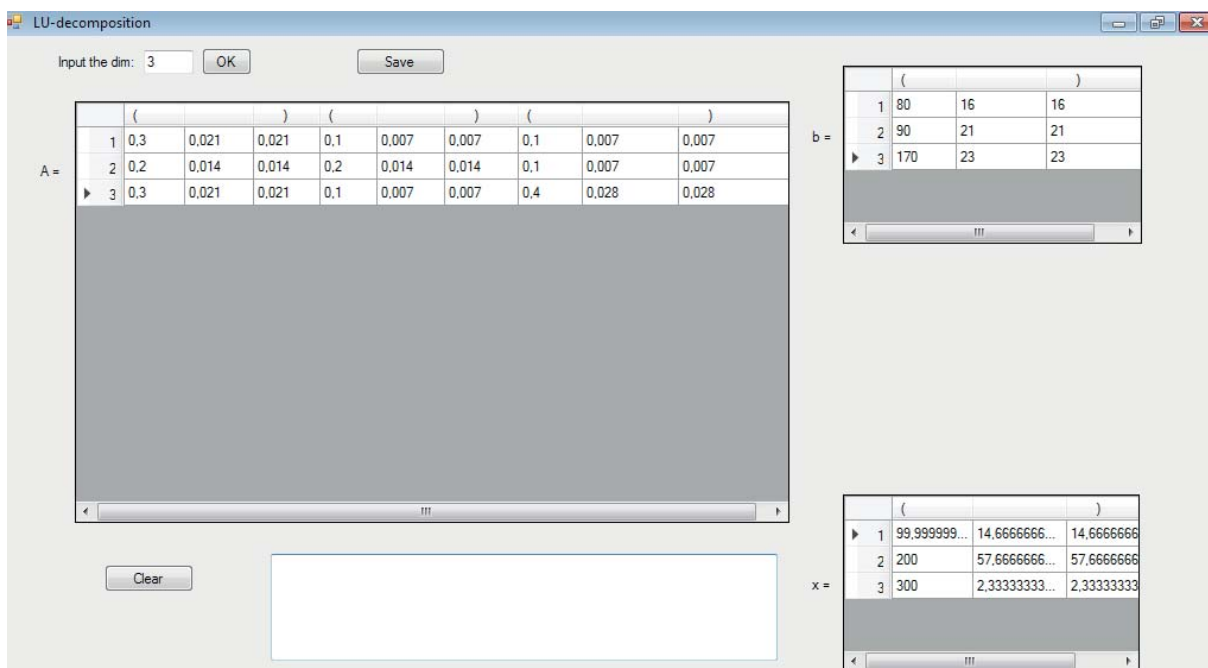 LU-decomposition
Input the dim: 3 OK Save
( ) ( ) ( )
1 0,3 0,021 0,021 0,1 0,007 0,007 0,1 0,007 0,007
A = 2 0,2 0,014 0,014 0,2 0,014 0,014 0,1 0,007 0,007
3 0,3 0,021 0,021 0,1 0,007 0,007 0,4 0,028 0,028
( )
1 80 16 16
b = 2 90 21 21
3 170 23 23
Clear
( )
1 99,999999... 14,6666666... 14,6666666
2 200 57,6666666... 57,6666666
x = 3 300 2,33333333... 2,33333333